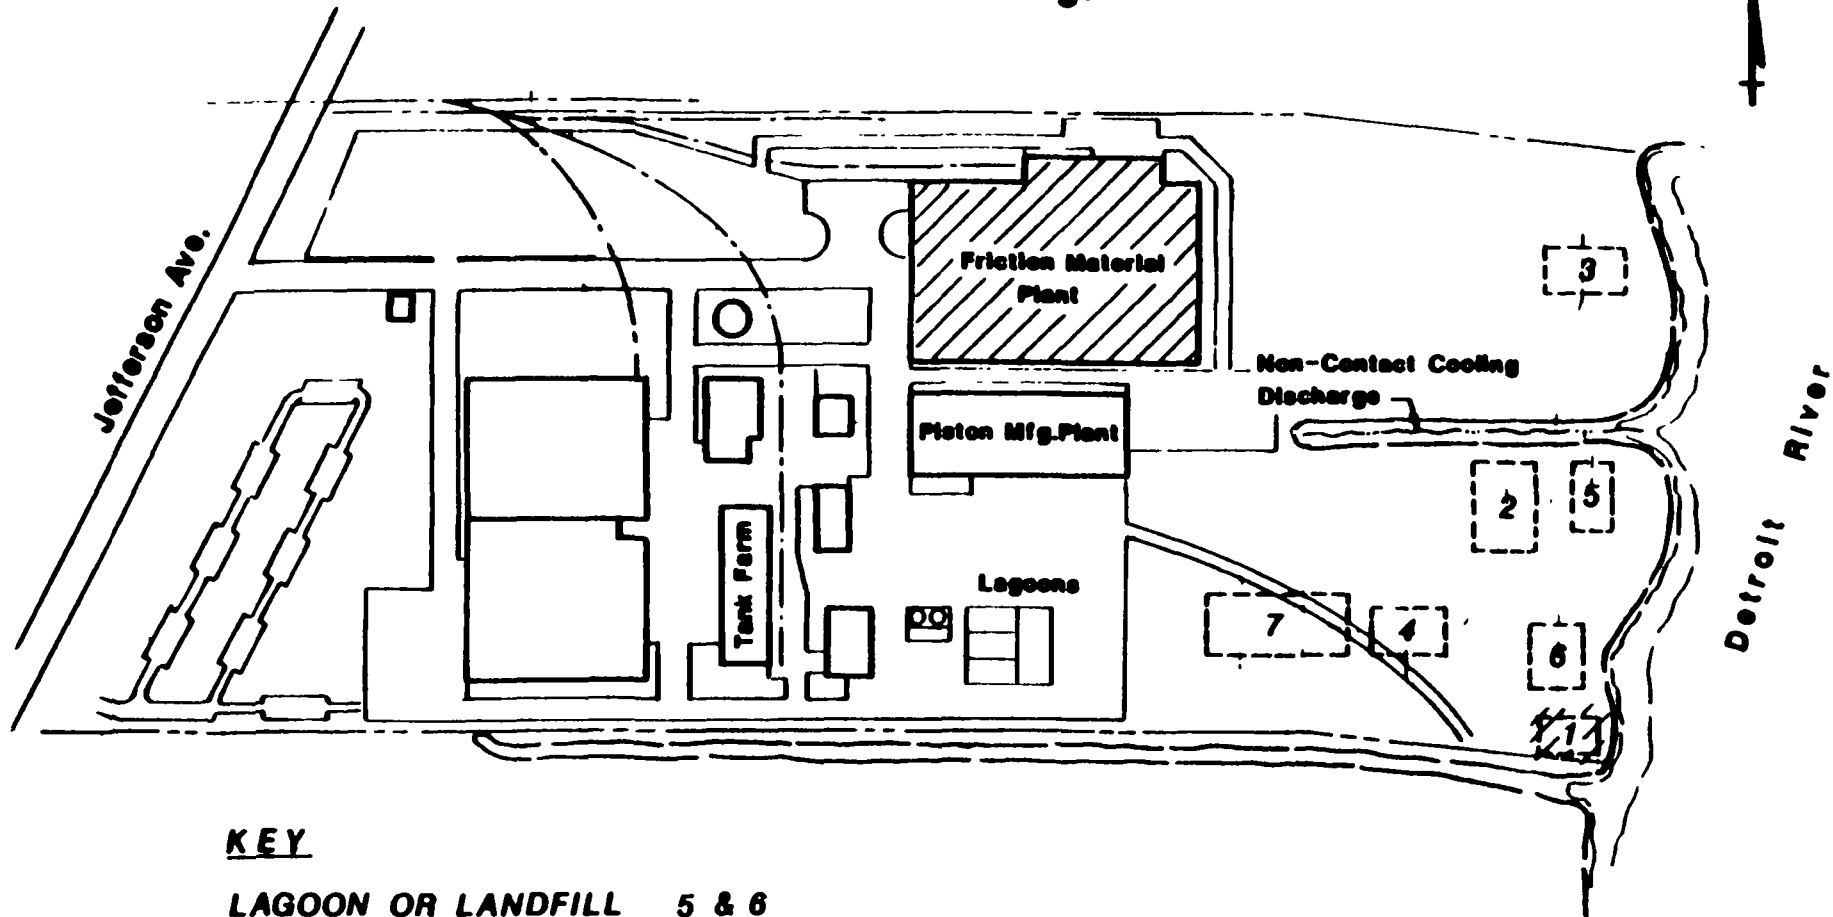 Jefferson Ave.
Friction Material
Plant
3
Non-Contact Cooling
Discharge
Piston Mfg.Plant
2
5
Detroit River
Tank Farm
Lagoons
7
4
6
1
KEY
LAGOON OR LANDFILL 5 & 6